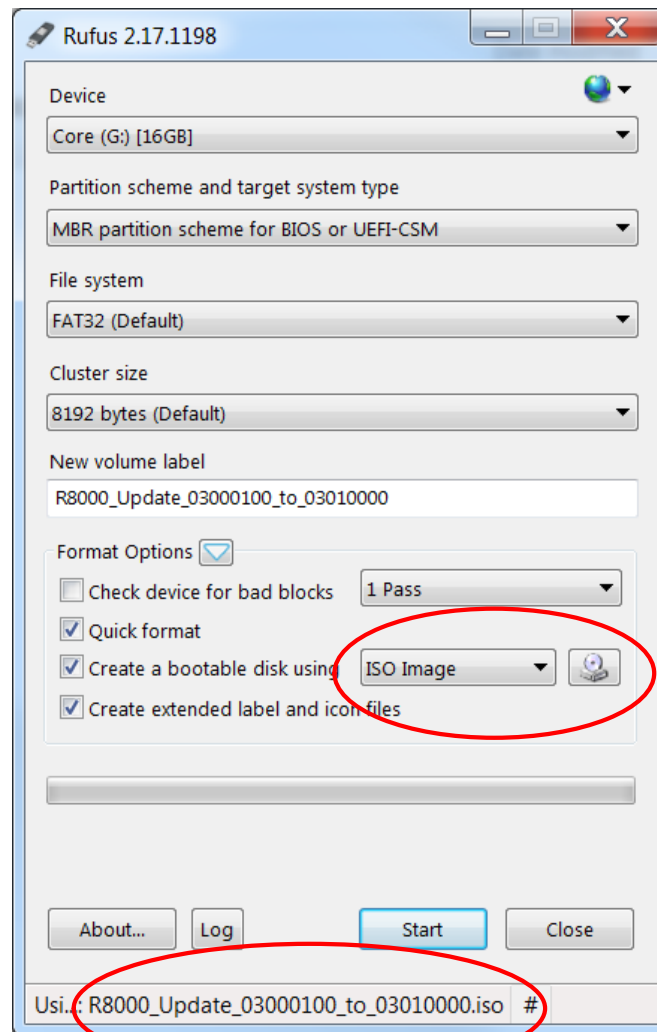 Rufus 2.17.1198
Device
Core (G:) [16GB]
Partition scheme and target system type
MBR partition scheme for BIOS or UEFI-CSM
File system
FAT32 (Default)
Cluster size
8192 bytes (Default)
New volume label
R8000_Update_03000100_to_03010000
Format Options
Check device for bad blocks 1 Pass
Quick format
Create a bootable disk using ISO Image
Create extended label and icon files
About... Log Start Close
Usi...: R8000_Update_03000100_to_03010000.iso #